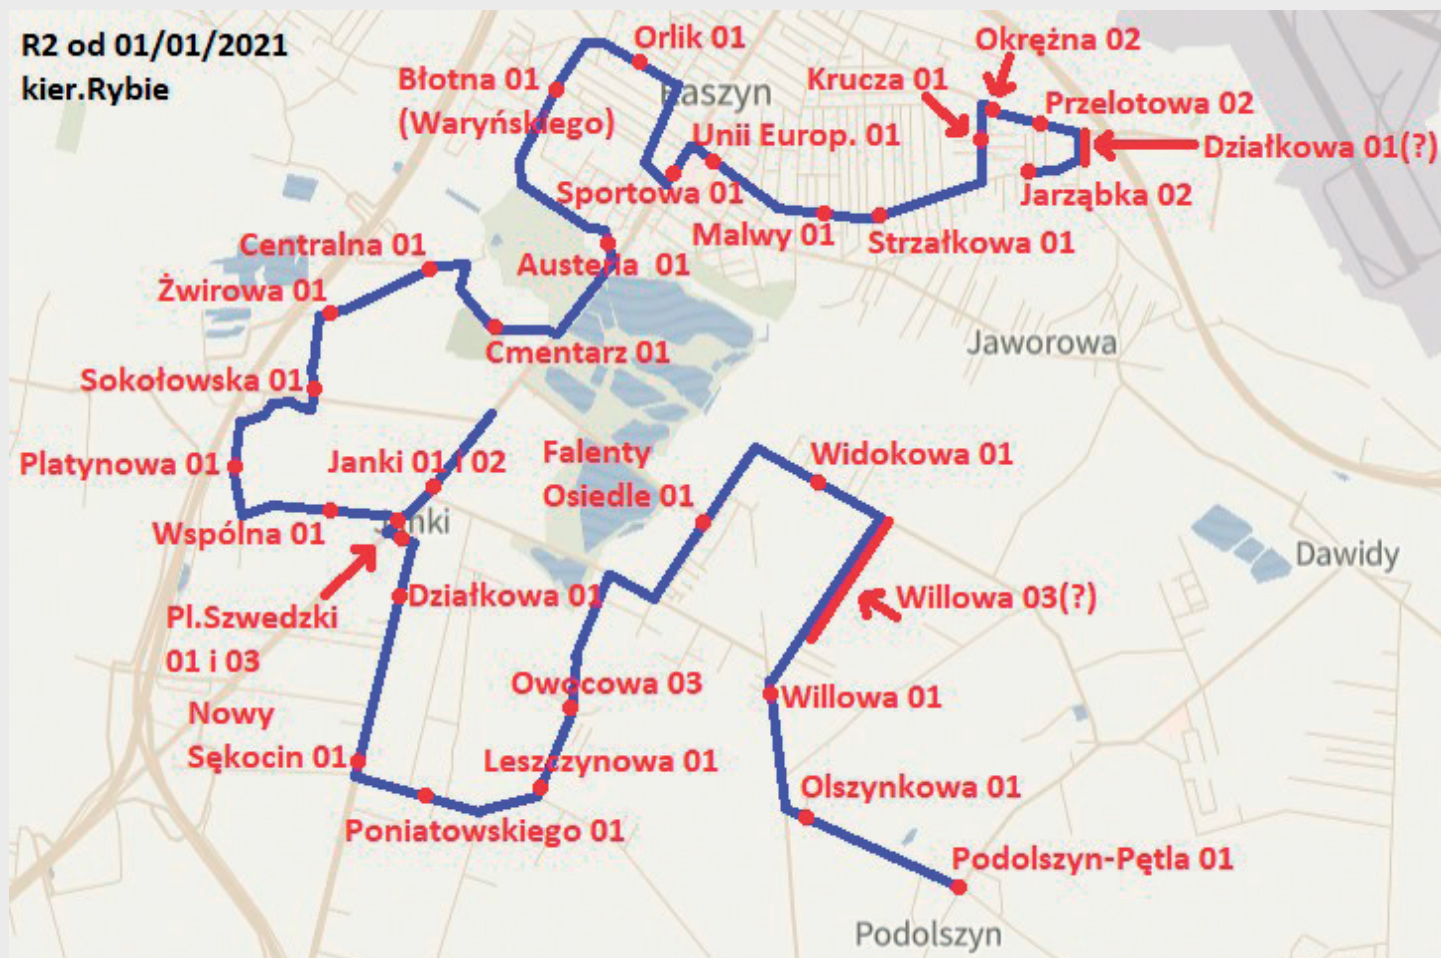 R2 od 01/01/2021
kier.Rybie
Orlik 01
Okrężna 02
Błotna 01
(Waryńskiego)
Raszyn
Krucza 01
Przelotowa 02
Unii Europ. 01
Działkowa 01(?)
Sportowa 01
Jarząbka 02
Malwy 01
Strzałkowa 01
Centralna 01
Austeria 01
Żwirowa 01
Cmentarz 01
Jaworowa
Sokołowska 01
Platynowa 01
Janki 01 i 02
Falenty
Osiedle 01
Widokowa 01
Wspólna 01
Janki
Dawidy
Działkowa 01
Willowa 03(?)
Pl.Szwedzki
01 i 03
Owocowa 03
Willowa 01
Nowy
Sękocin 01
Leszczynowa 01
Olszynkowa 01
Poniatowskiego 01
Podolszyn-Pętla 01
Podolszyn